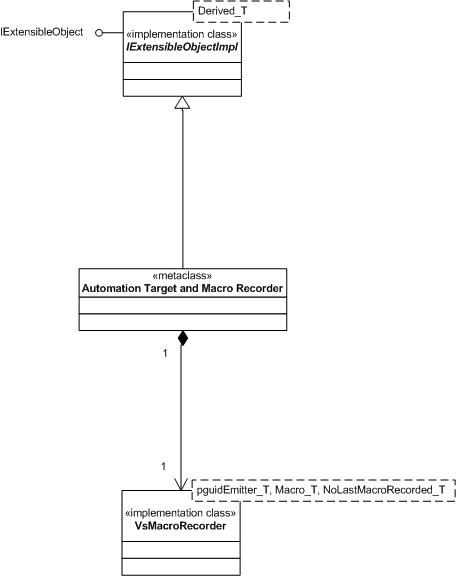 Derived_T
IExtensibleObject
«implementation class»
IExtensibleObjectImpl
«metaclass»
Automation Target and Macro Recorder
1
1
pguidEmitter_T, Macro_T, NoLastMacroRecorded_T
«implementation class»
VsMacroRecorder